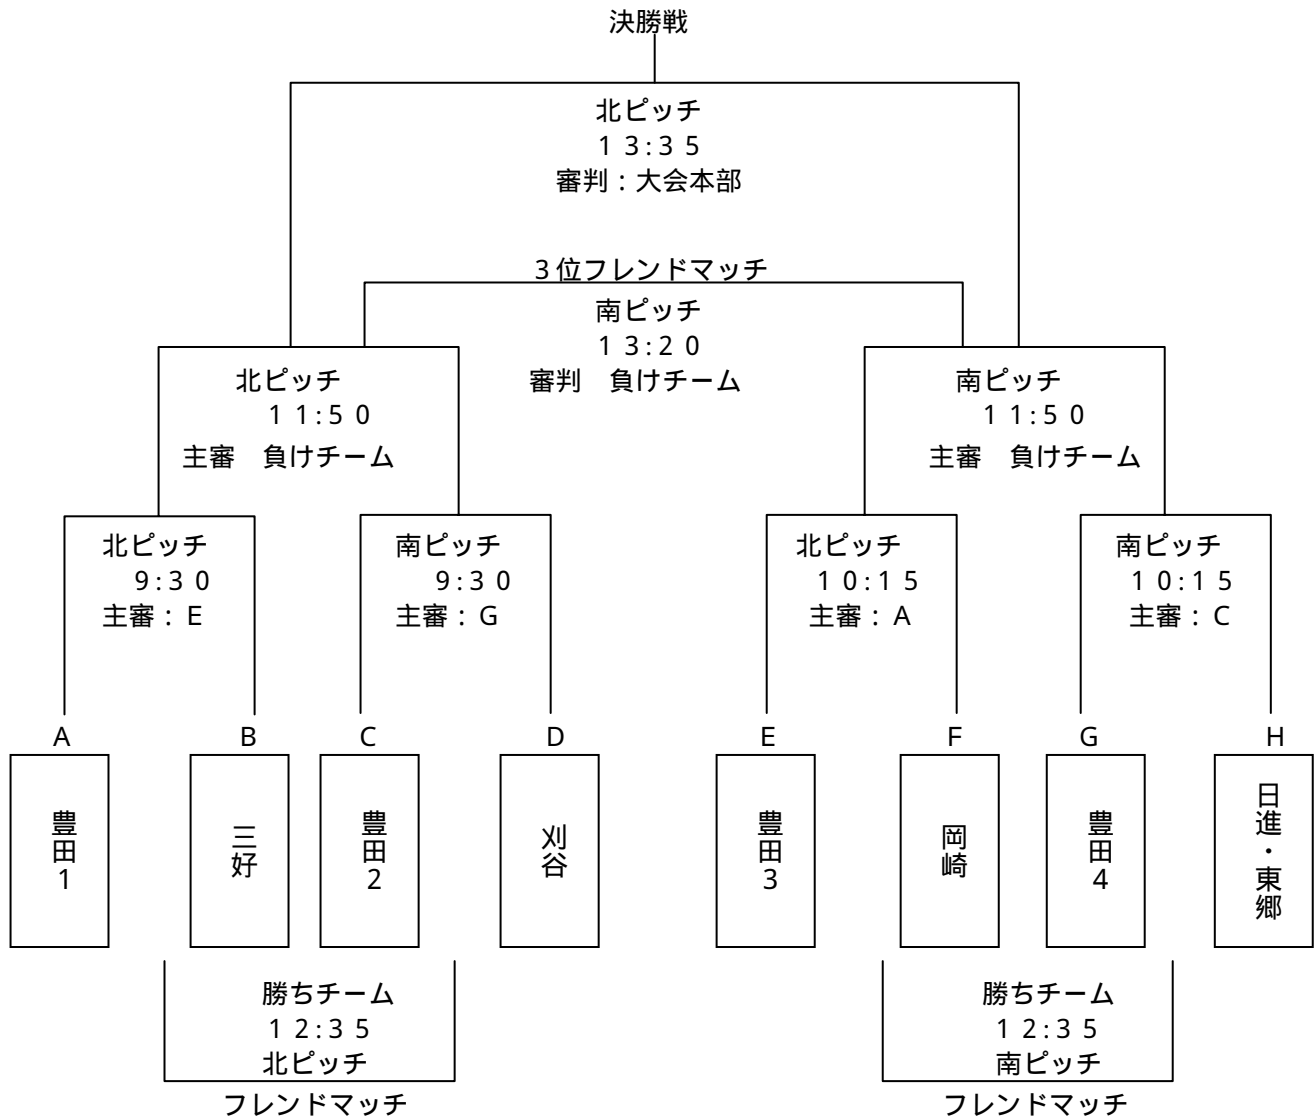 決勝戦
北ピッチ
13:35
審判：大会本部
3位フレンドマッチ
南ピッチ
13:20
審判　負けチーム
北ピッチ
11:50
主審　負けチーム
南ピッチ
11:50
主審　負けチーム
北ピッチ
9:30
主審：E
南ピッチ
9:30
主審：G
北ピッチ
10:15
主審：A
南ピッチ
10:15
主審：C
A
B
C
D
E
F
G
H
豊田1
三好
豊田2
刈谷
豊田3
岡崎
豊田4
日進・東郷
勝ちチーム
12:35
北ピッチ
フレンドマッチ
勝ちチーム
12:35
南ピッチ
フレンドマッチ